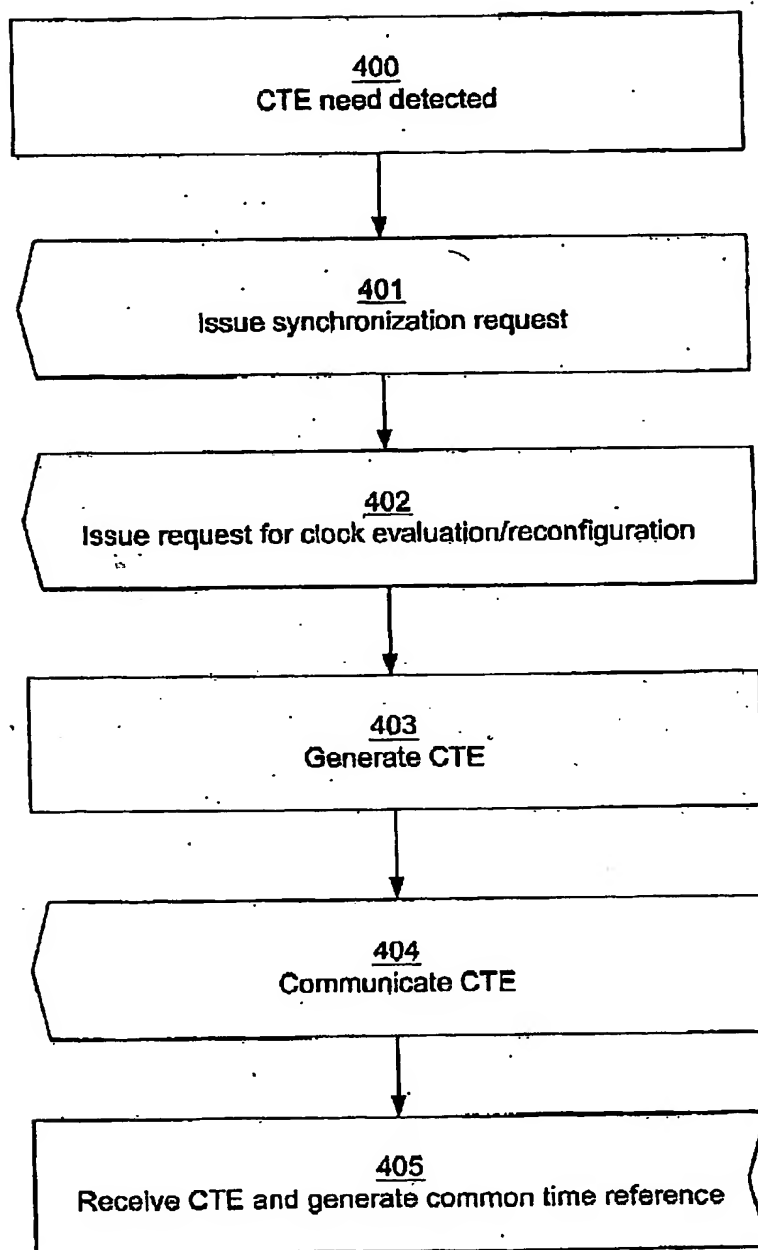 400
CTE need detected
401
Issue synchronization request
402
Issue request for clock evaluation/reconfiguration
403
Generate CTE
404
Communicate CTE
405
Receive CTE and generate common time reference